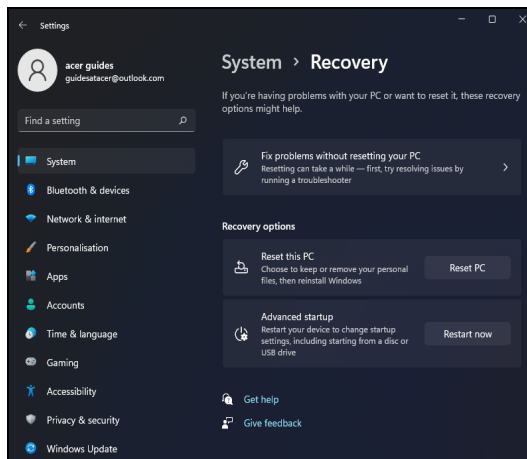 Settings
acer guides
guidesatacer@outlook.com
Find a setting
System
Bluetooth & devices
Network & internet
Personalisation
Apps
Accounts
Time & language
Gaming
Accessibility
Privacy & security
Windows Update
System > Recovery
If you're having problems with your PC or want to reset it, these recovery
options might help.
Fix problems without resetting your PC
Resetting can take a while — first, try resolving issues by
running a troubleshooter
Recovery options
Reset this PC
Choose to keep or remove your personal
files, then reinstall Windows
Reset PC
Advanced startup
Restart your device to change startup
settings, including starting from a disc or
USB drive
Restart now
Get help
Give feedback